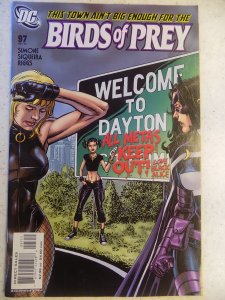 DC
THIS TOWN AIN'T BIG ENOUGH FOR THE
BIRDS of PREY
97
SIMONE
SIQUEIRA
RIGGS
WELCOME
TO
DAYTON
ALL METAS
KEEP
OUT!